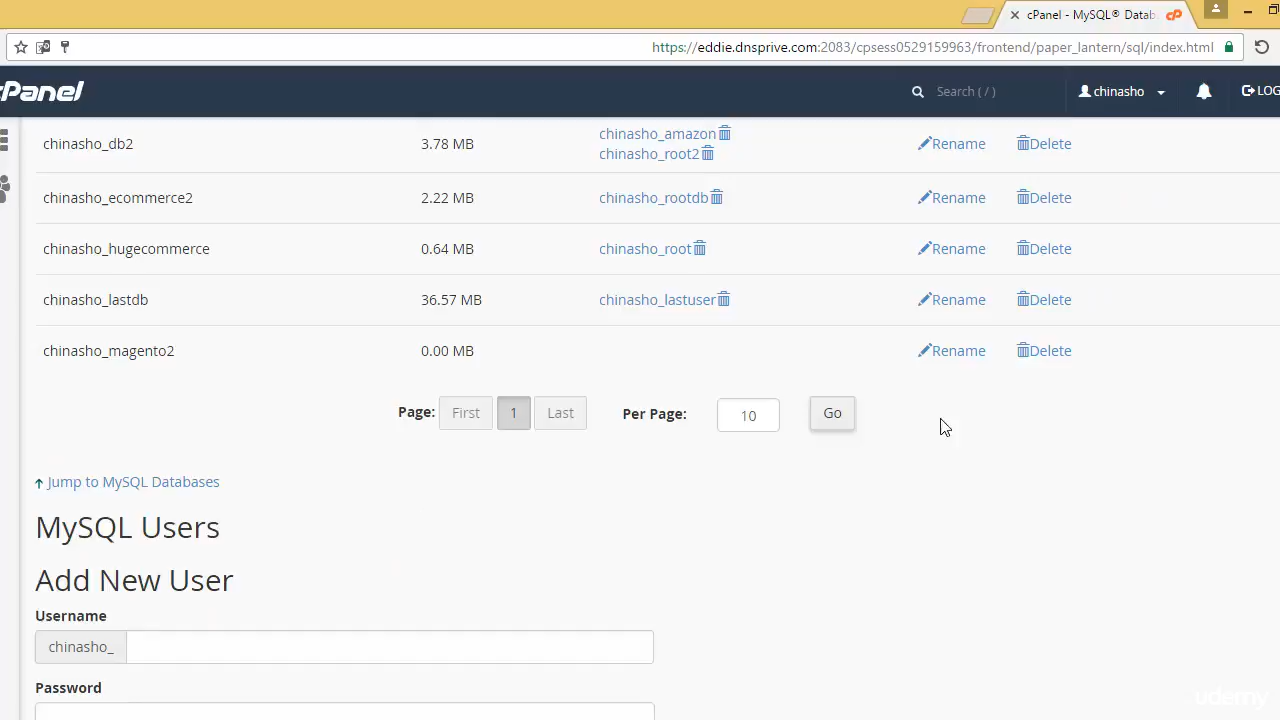 cPanel - MySQL® Datab
https://eddie.dnsprive.com:2083/cpsess0529159963/frontend/paper_lantern/sql/index.html
cPanel
Search ( / )
chinasho
LOG
chinasho_db2 3.78 MB chinasho_amazon Rename Delete
chinasho_root2
chinasho_ecommerce2 2.22 MB chinasho_rootdb Rename Delete
chinasho_hugecommerce 0.64 MB chinasho_root Rename Delete
chinasho_lastdb 36.57 MB chinasho_lastuser Rename Delete
chinasho_magento2 0.00 MB Rename Delete
Page: First 1 Last Per Page: 10 Go
Jump to MySQL Databases
MySQL Users
Add New User
Username
chinasho_
Password
udemy